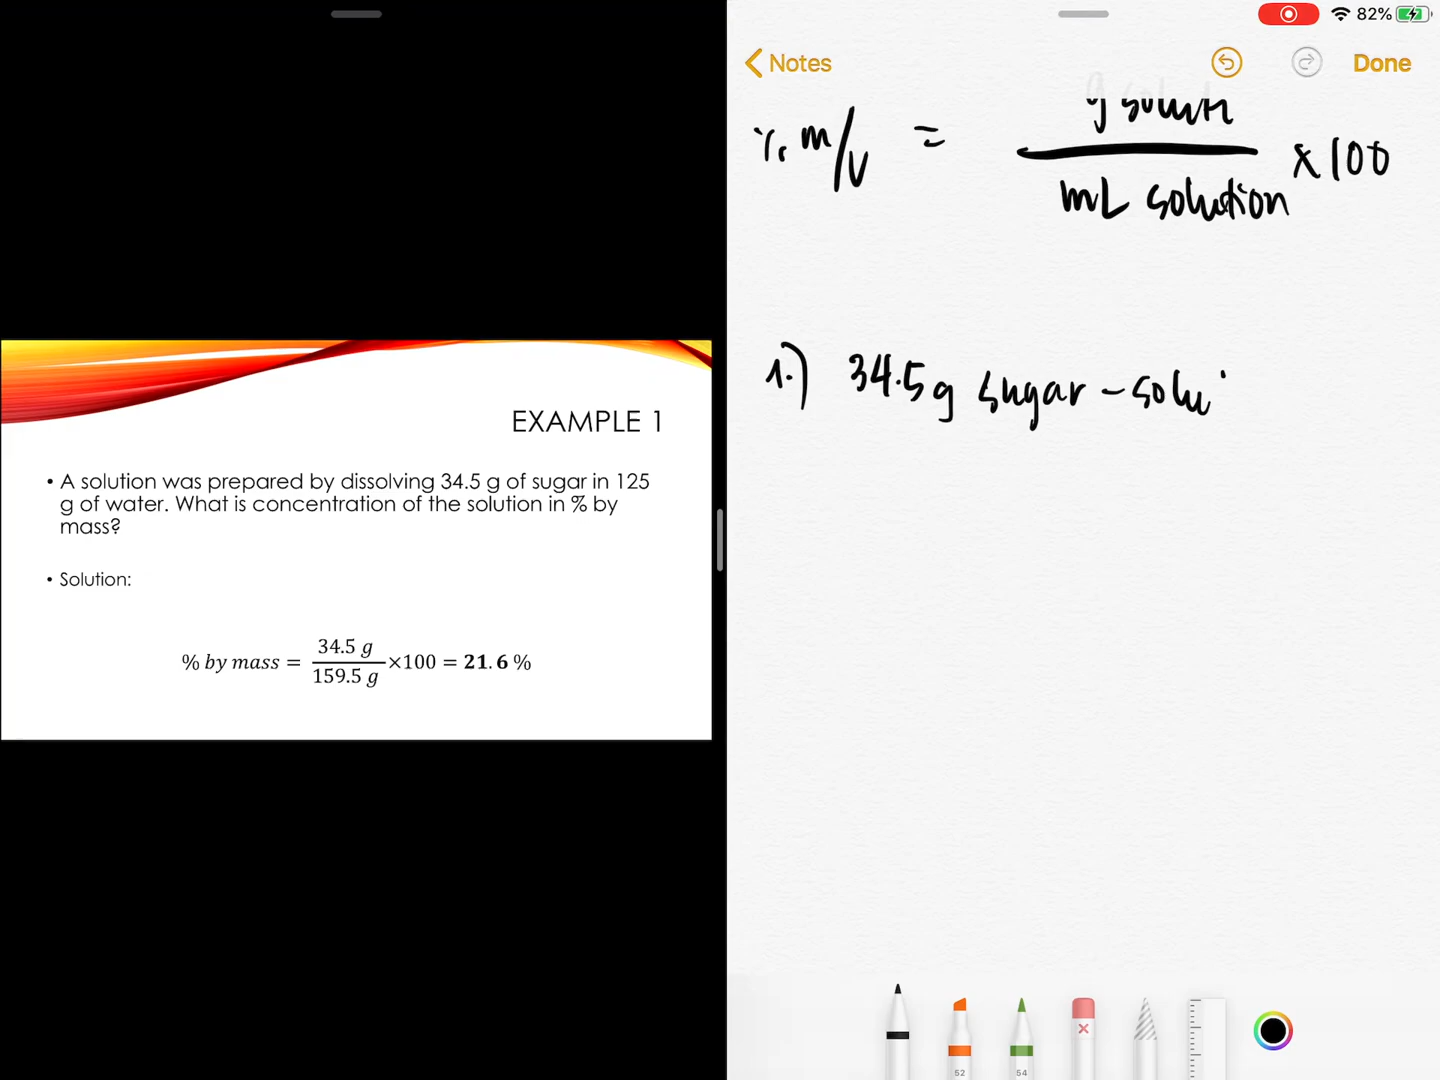 EXAMPLE 1
• A solution was prepared by dissolving 34.5 g of sugar in 125
g of water. What is concentration of the solution in % by
mass?
• Solution:
% by mass = 34.5 g / 159.5 g ×100 = 21.6 %
82%
Notes
Done
% m/v = g solute / mL solution x 100
1.) 34.5g sugar - solu
52
54